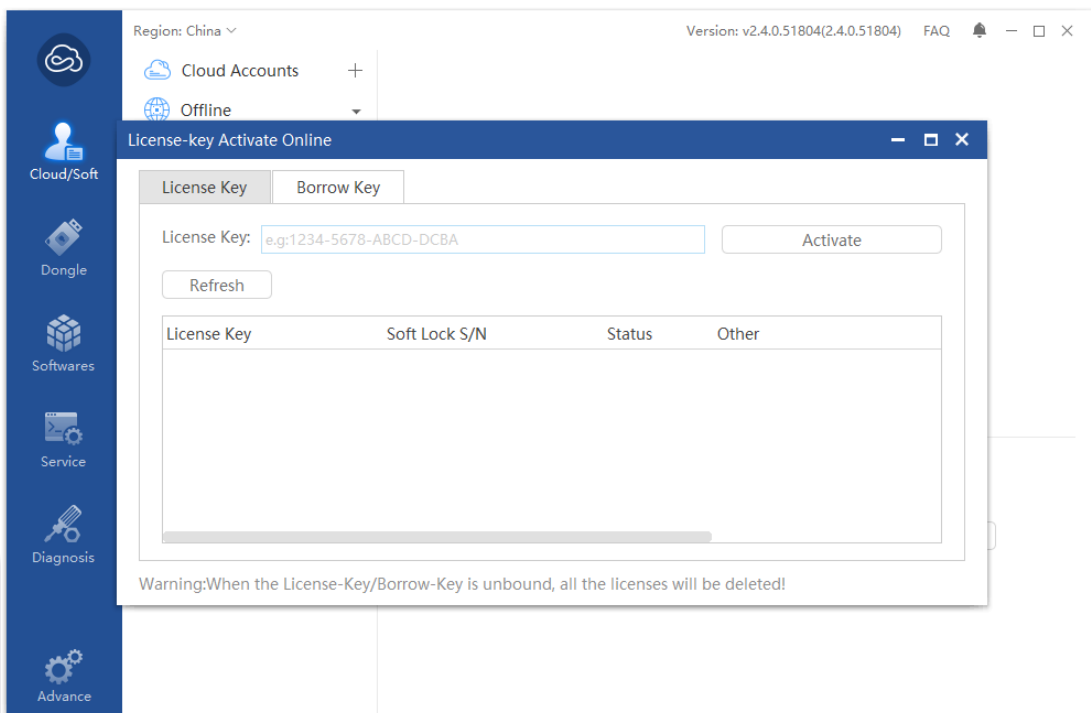 Region: China
Version: v2.4.0.51804(2.4.0.51804) FAQ
Cloud Accounts
Offline
Cloud/Soft
Dongle
Softwares
Service
Diagnosis
Advance
License-key Activate Online
License Key Borrow Key
License Key: e.g:1234-5678-ABCD-DCBA Activate
Refresh
License Key Soft Lock S/N Status Other
Warning:When the License-Key/Borrow-Key is unbound, all the licenses will be deleted!